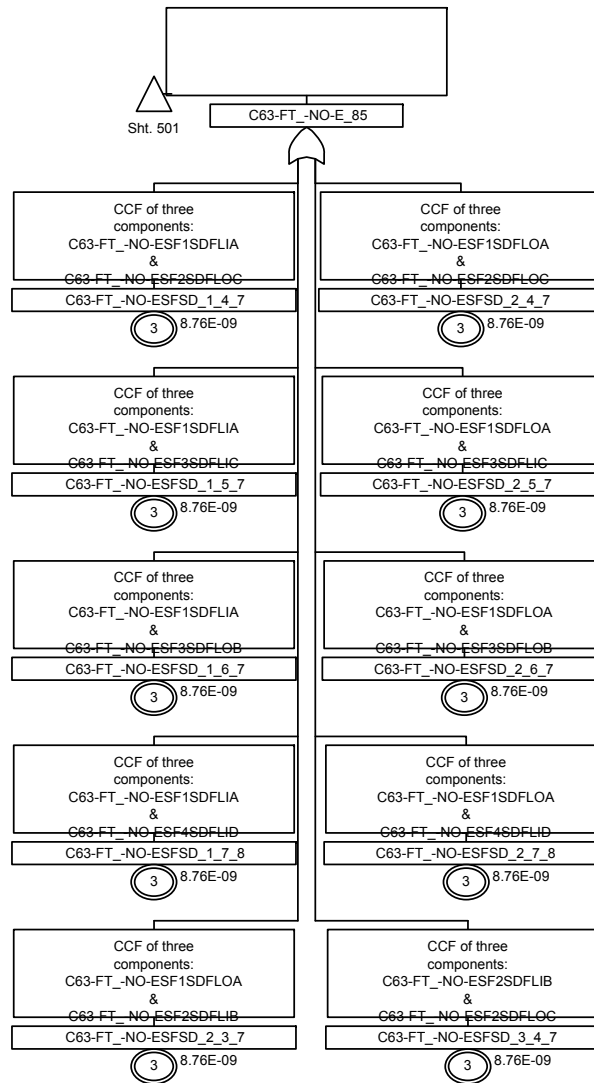 Sht. 501
C63-FT_-NO-E_85
CCF of three
components:
C63-FT_-NO-ESF1SDFLIA
&
C63-FT_-NO-ESF2SDFLOC
C63-FT_-NO-ESFSD_1_4_7
3
8.76E-09
CCF of three
components:
C63-FT_-NO-ESF1SDFLOA
&
C63-FT_-NO-ESF2SDFLOC
C63-FT_-NO-ESFSD_2_4_7
3
8.76E-09
CCF of three
components:
C63-FT_-NO-ESF1SDFLIA
&
C63-FT_-NO-ESF3SDFLIC
C63-FT_-NO-ESFSD_1_5_7
3
8.76E-09
CCF of three
components:
C63-FT_-NO-ESF1SDFLOA
&
C63-FT_-NO-ESF3SDFLIC
C63-FT_-NO-ESFSD_2_5_7
3
8.76E-09
CCF of three
components:
C63-FT_-NO-ESF1SDFLIA
&
C63-FT_-NO-ESF3SDFLOB
C63-FT_-NO-ESFSD_1_6_7
3
8.76E-09
CCF of three
components:
C63-FT_-NO-ESF1SDFLOA
&
C63-FT_-NO-ESF3SDFLOB
C63-FT_-NO-ESFSD_2_6_7
3
8.76E-09
CCF of three
components:
C63-FT_-NO-ESF1SDFLIA
&
C63-FT_-NO-ESF4SDFLID
C63-FT_-NO-ESFSD_1_7_8
3
8.76E-09
CCF of three
components:
C63-FT_-NO-ESF1SDFLOA
&
C63-FT_-NO-ESF4SDFLID
C63-FT_-NO-ESFSD_2_7_8
3
8.76E-09
CCF of three
components:
C63-FT_-NO-ESF1SDFLOA
&
C63-FT_-NO-ESF2SDFLIB
C63-FT_-NO-ESFSD_2_3_7
3
8.76E-09
CCF of three
components:
C63-FT_-NO-ESF2SDFLIB
&
C63-FT_-NO-ESF2SDFLOC
C63-FT_-NO-ESFSD_3_4_7
3
8.76E-09